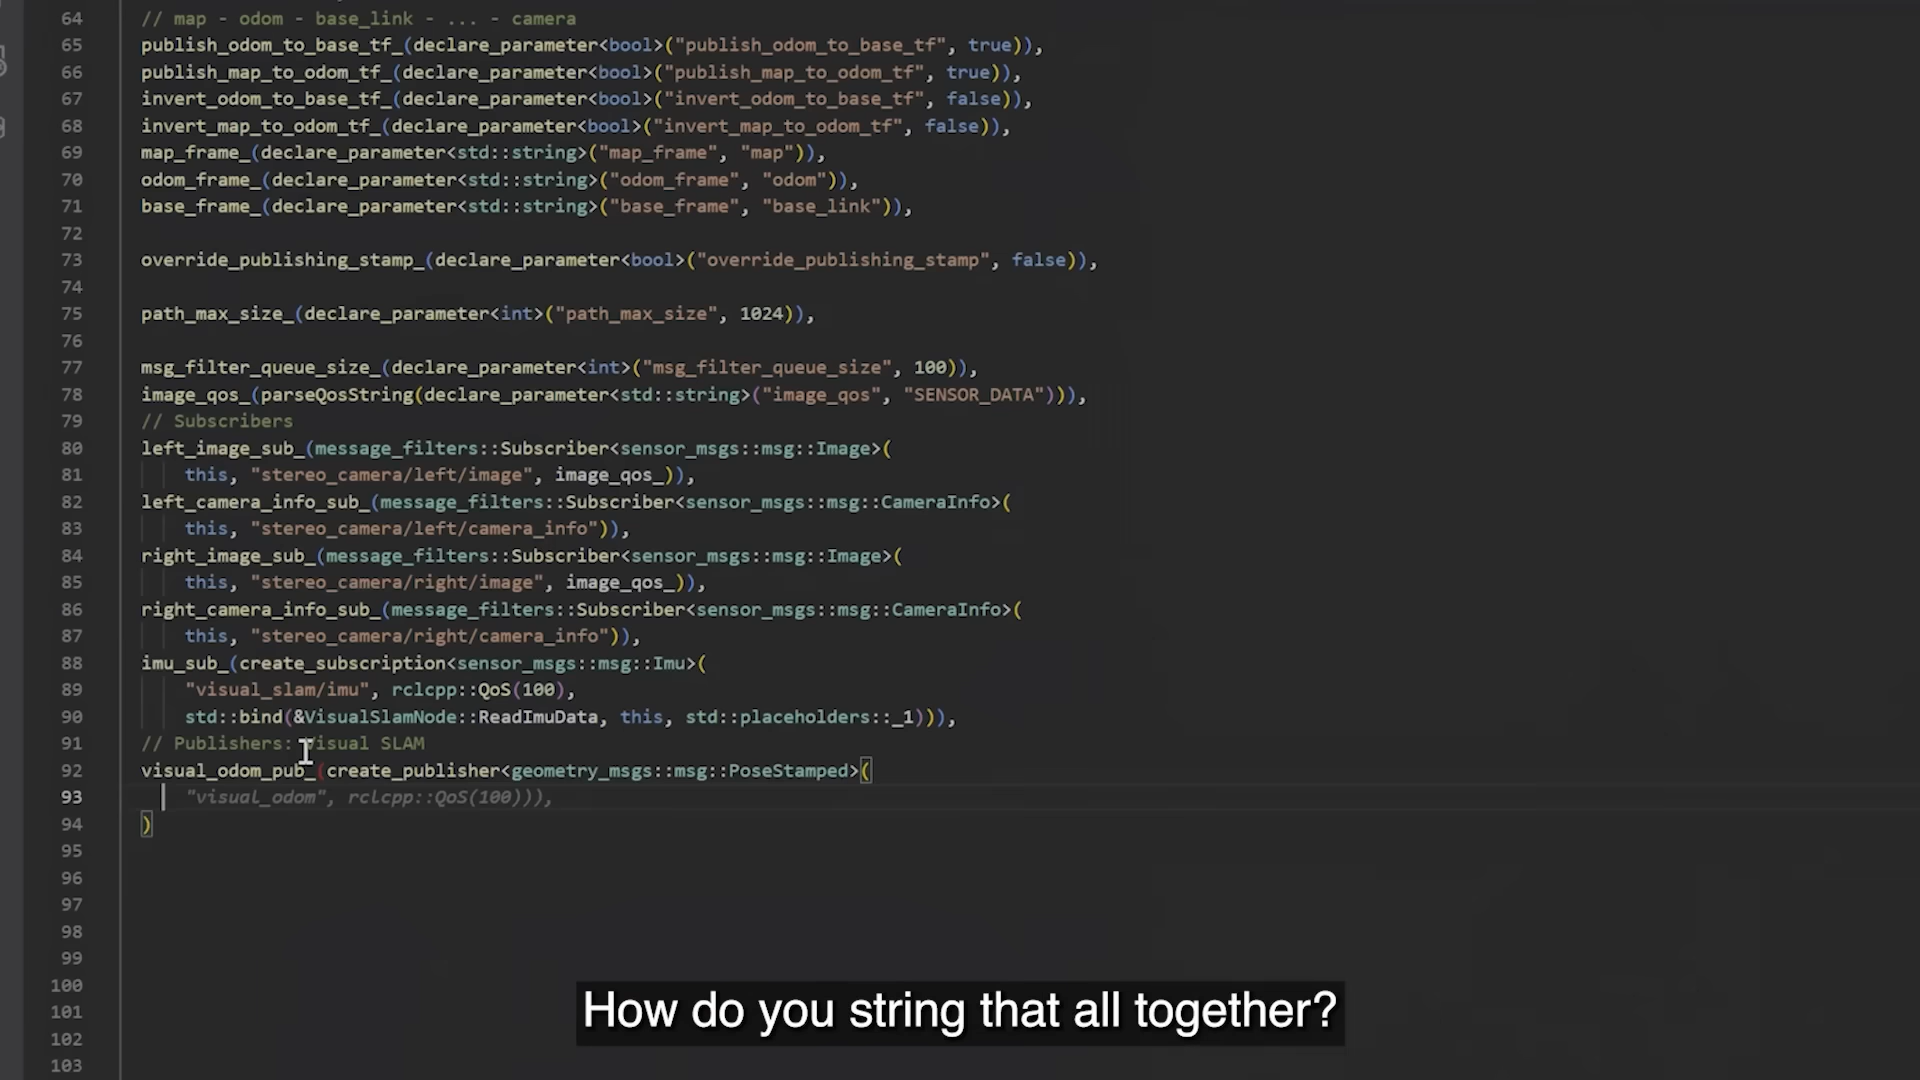 64 // map - odom - base_link - ... - camera
65 publish_odom_to_base_tf_(declare_parameter<bool>("publish_odom_to_base_tf", true)),
66 publish_map_to_odom_tf_(declare_parameter<bool>("publish_map_to_odom_tf", true)),
67 invert_odom_to_base_tf_(declare_parameter<bool>("invert_odom_to_base_tf", false)),
68 invert_map_to_odom_tf_(declare_parameter<bool>("invert_map_to_odom_tf", false)),
69 map_frame_(declare_parameter<std::string>("map_frame", "map")),
70 odom_frame_(declare_parameter<std::string>("odom_frame", "odom")),
71 base_frame_(declare_parameter<std::string>("base_frame", "base_link")),
72
73 override_publishing_stamp_(declare_parameter<bool>("override_publishing_stamp", false)),
74
75 path_max_size_(declare_parameter<int>("path_max_size", 1024)),
76
77 msg_filter_queue_size_(declare_parameter<int>("msg_filter_queue_size", 100)),
78 image_qos_(parseQosString(declare_parameter<std::string>("image_qos", "SENSOR_DATA"))),
79 // Subscribers
80 left_image_sub_(message_filters::Subscriber<sensor_msgs::msg::Image>(
81 this, "stereo_camera/left/image", image_qos_)),
82 left_camera_info_sub_(message_filters::Subscriber<sensor_msgs::msg::CameraInfo>(
83 this, "stereo_camera/left/camera_info")),
84 right_image_sub_(message_filters::Subscriber<sensor_msgs::msg::Image>(
85 this, "stereo_camera/right/image", image_qos_)),
86 right_camera_info_sub_(message_filters::Subscriber<sensor_msgs::msg::CameraInfo>(
87 this, "stereo_camera/right/camera_info")),
88 imu_sub_(create_subscription<sensor_msgs::msg::Imu>(
89 "visual_slam/imu", rclcpp::QoS(100),
90 std::bind(&VisualSlamNode::ReadImuData, this, std::placeholders::_1))),
91 // Publishers: Visual SLAM
92 visual_odom_pub_(create_publisher<geometry_msgs::msg::PoseStamped>(
93 "visual_odom", rclcpp::QoS(100))),
94 )
95
96
97
98
99
100
101
102
103
How do you string that all together?